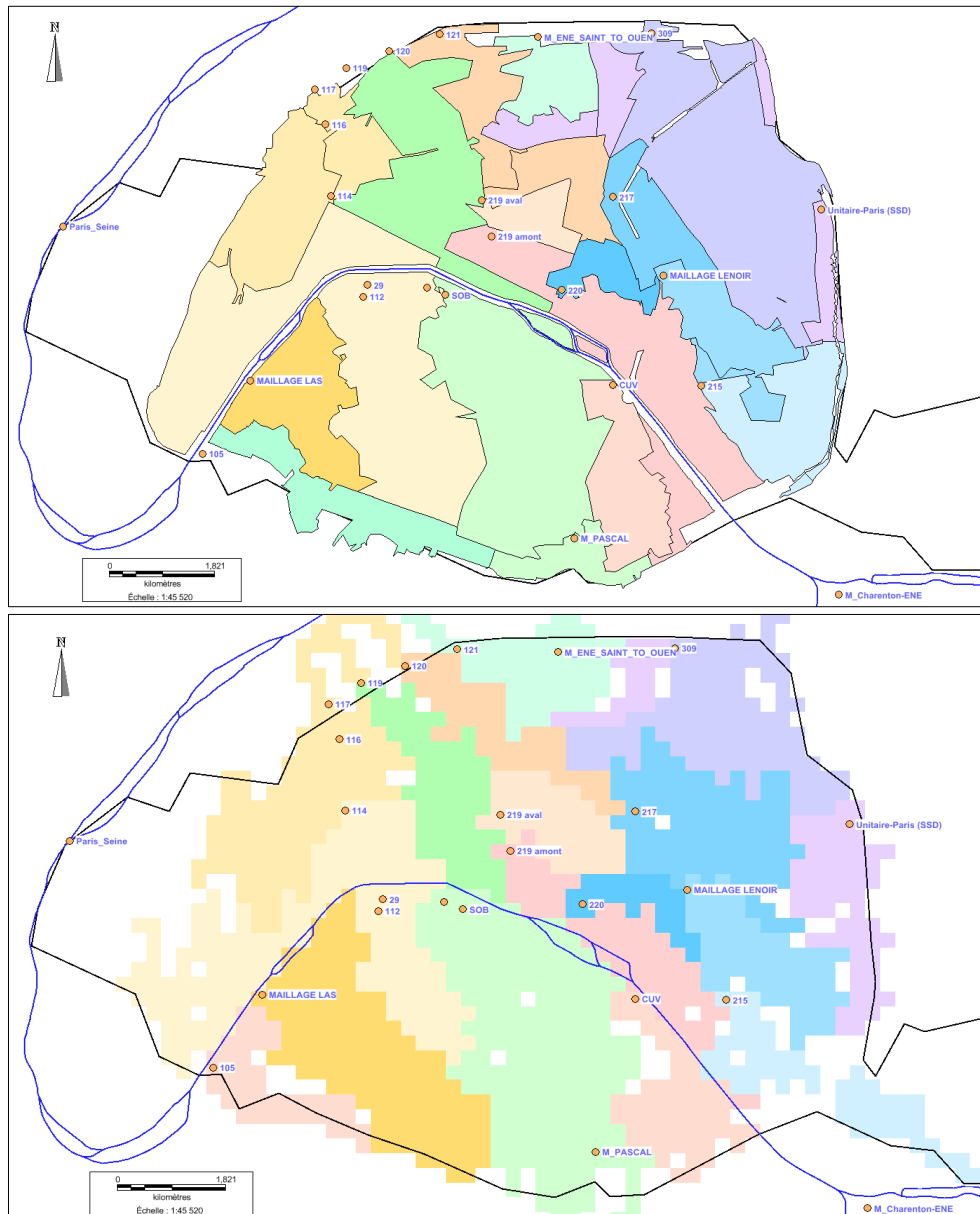 N
121
M_ENE_SAINT_TO_OUEN
309
120
119
117
116
114
219 aval
217
Unitaire-Paris (SSD)
Paris_Seine
219 amont
MAILLAGE LENOIR
29
112
SOB
220
MAILLAGE LAS
CUV
215
105
M_PASCAL
0 1,821
kilomètres
Échelle : 1:45 520
M_Charenton-ENE
N
121
M_ENE_SAINT_TO_OUEN
309
120
119
117
116
114
219 aval
217
Unitaire-Paris (SSD)
Paris_Seine
219 amont
MAILLAGE LENOIR
29
112
SOB
220
MAILLAGE LAS
CUV
215
105
M_PASCAL
0 1,821
kilomètres
Échelle : 1:45 520
M_Charenton-ENE